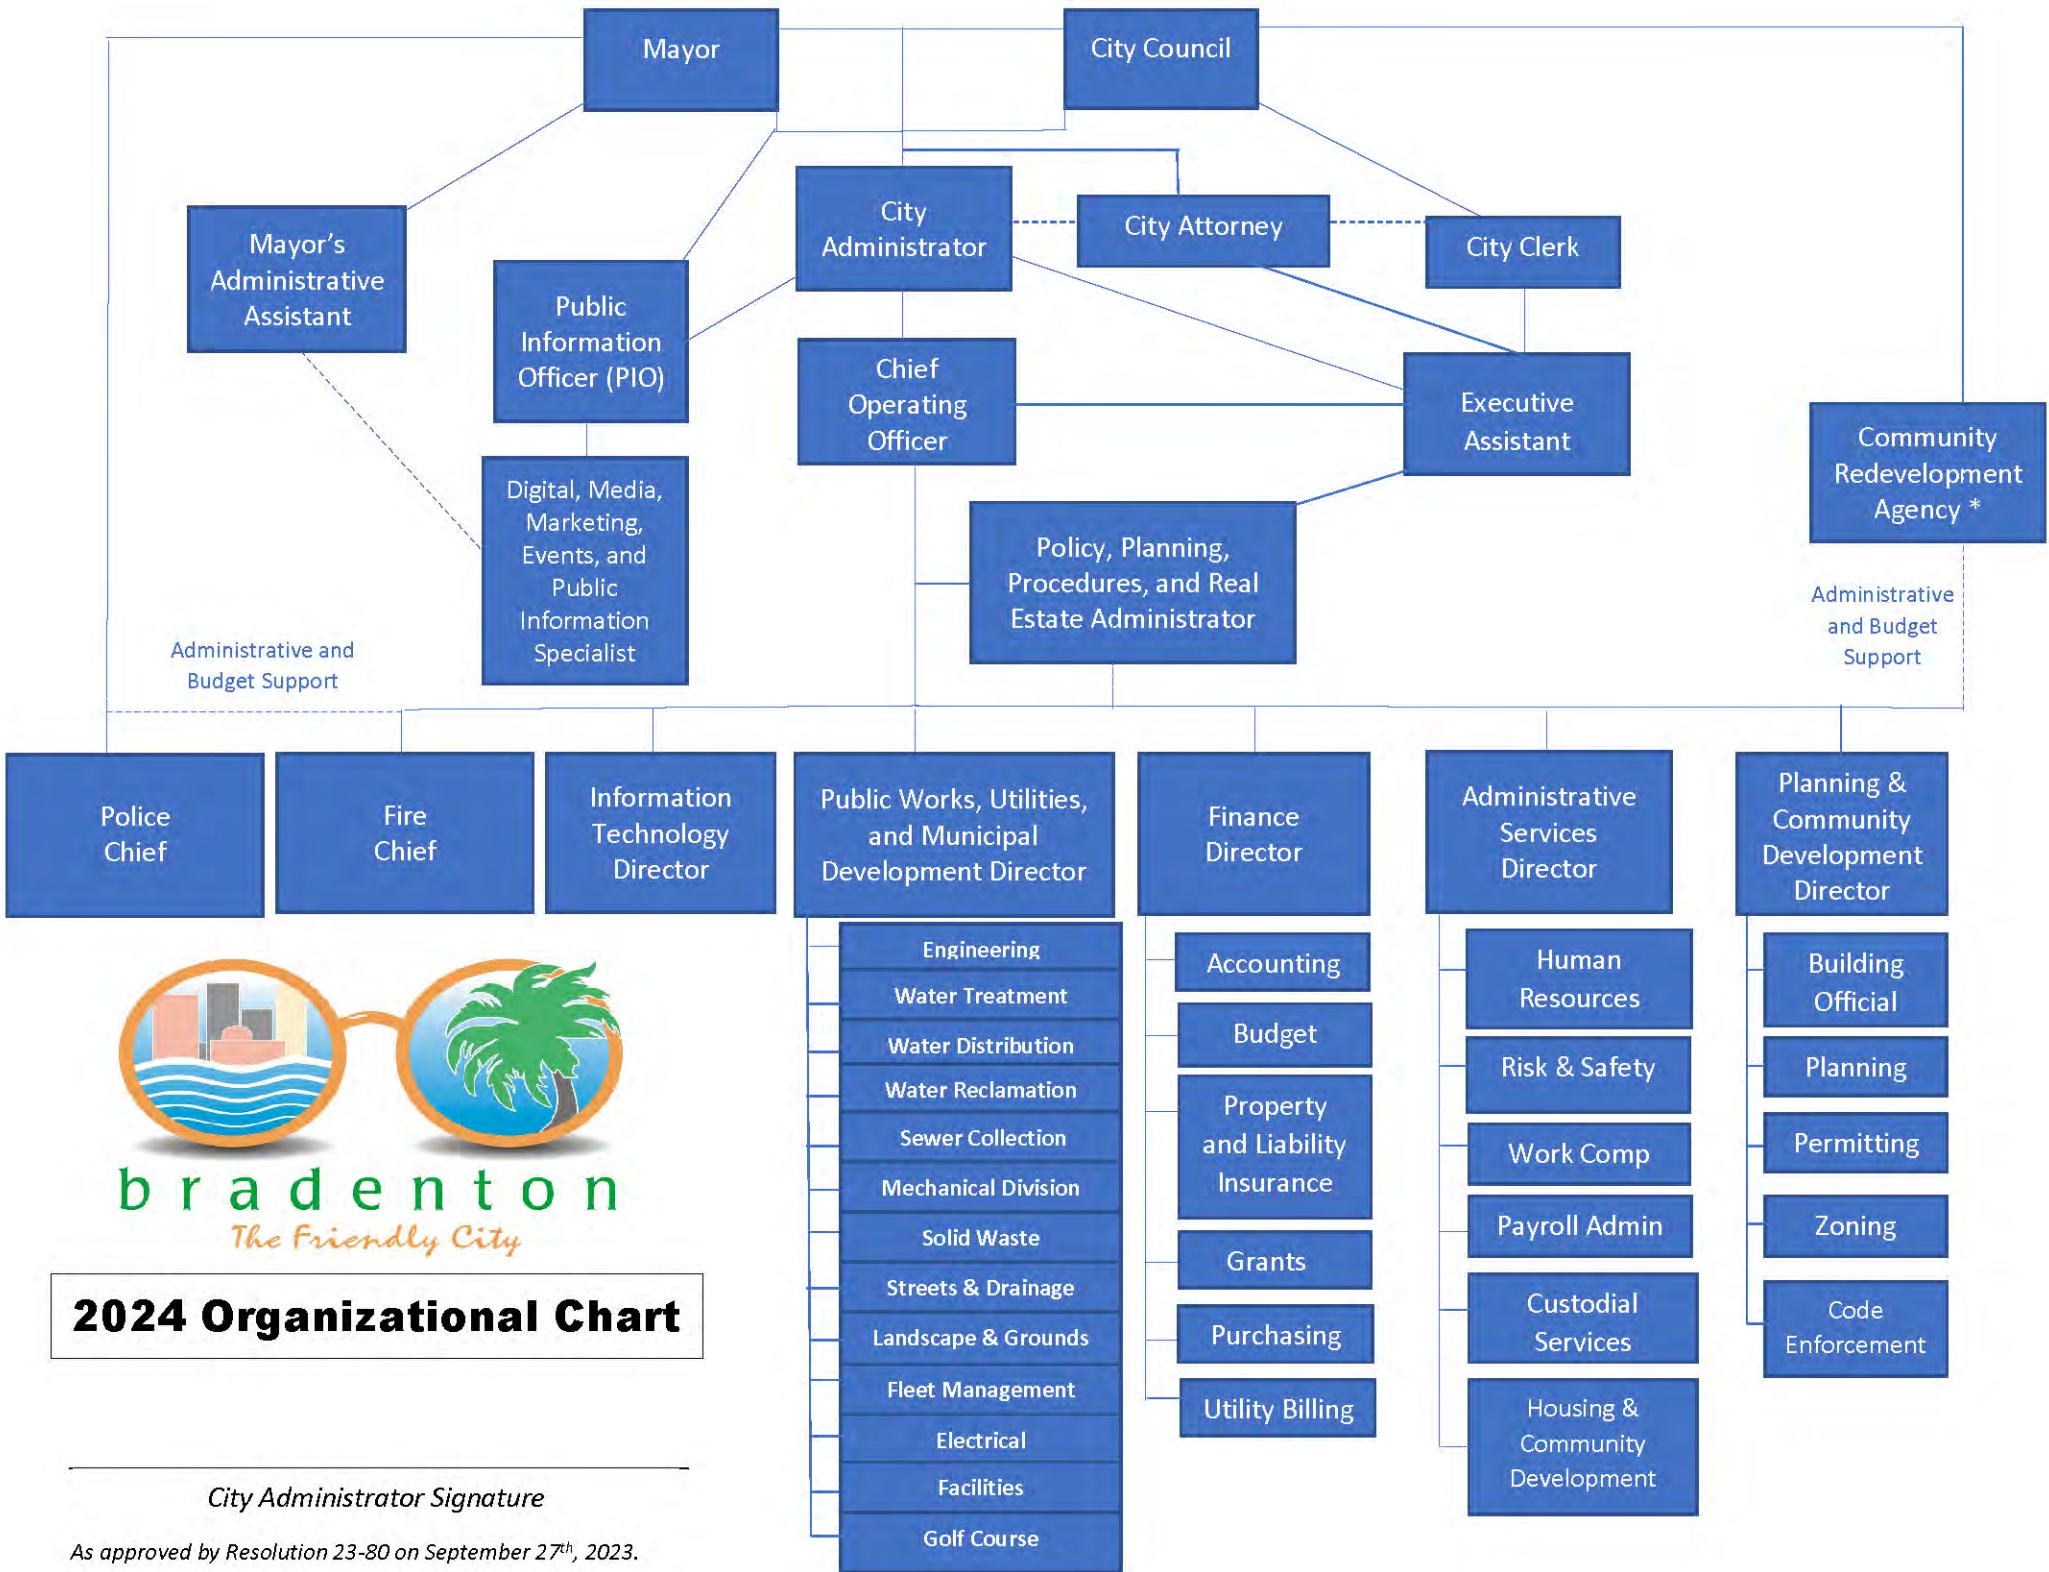 Mayor
City Council
Mayor's
Administrative
Assistant
Public
Information
Officer (PIO)
City
Administrator
City Attorney
City Clerk
Chief
Operating
Officer
Executive
Assistant
Community
Redevelopment
Agency *
Digital, Media,
Marketing,
Events, and
Public
Information
Specialist
Policy, Planning,
Procedures, and Real
Estate Administrator
Administrative and
Budget Support
Administrative
and Budget
Support
Police
Chief
Fire
Chief
Information
Technology
Director
Public Works, Utilities,
and Municipal
Development Director
Finance
Director
Administrative
Services
Director
Planning &
Community
Development
Director
Engineering
Water Treatment
Water Distribution
Water Reclamation
Sewer Collection
Mechanical Division
Solid Waste
Streets & Drainage
Landscape & Grounds
Fleet Management
Electrical
Facilities
Golf Course
Accounting
Budget
Property
and Liability
Insurance
Grants
Purchasing
Utility Billing
Human
Resources
Risk & Safety
Work Comp
Payroll Admin
Custodial
Services
Housing &
Community
Development
Building
Official
Planning
Permitting
Zoning
Code
Enforcement
bradenton
The Friendly City
2024 Organizational Chart
City Administrator Signature
As approved by Resolution 23-80 on September 27th, 2023.